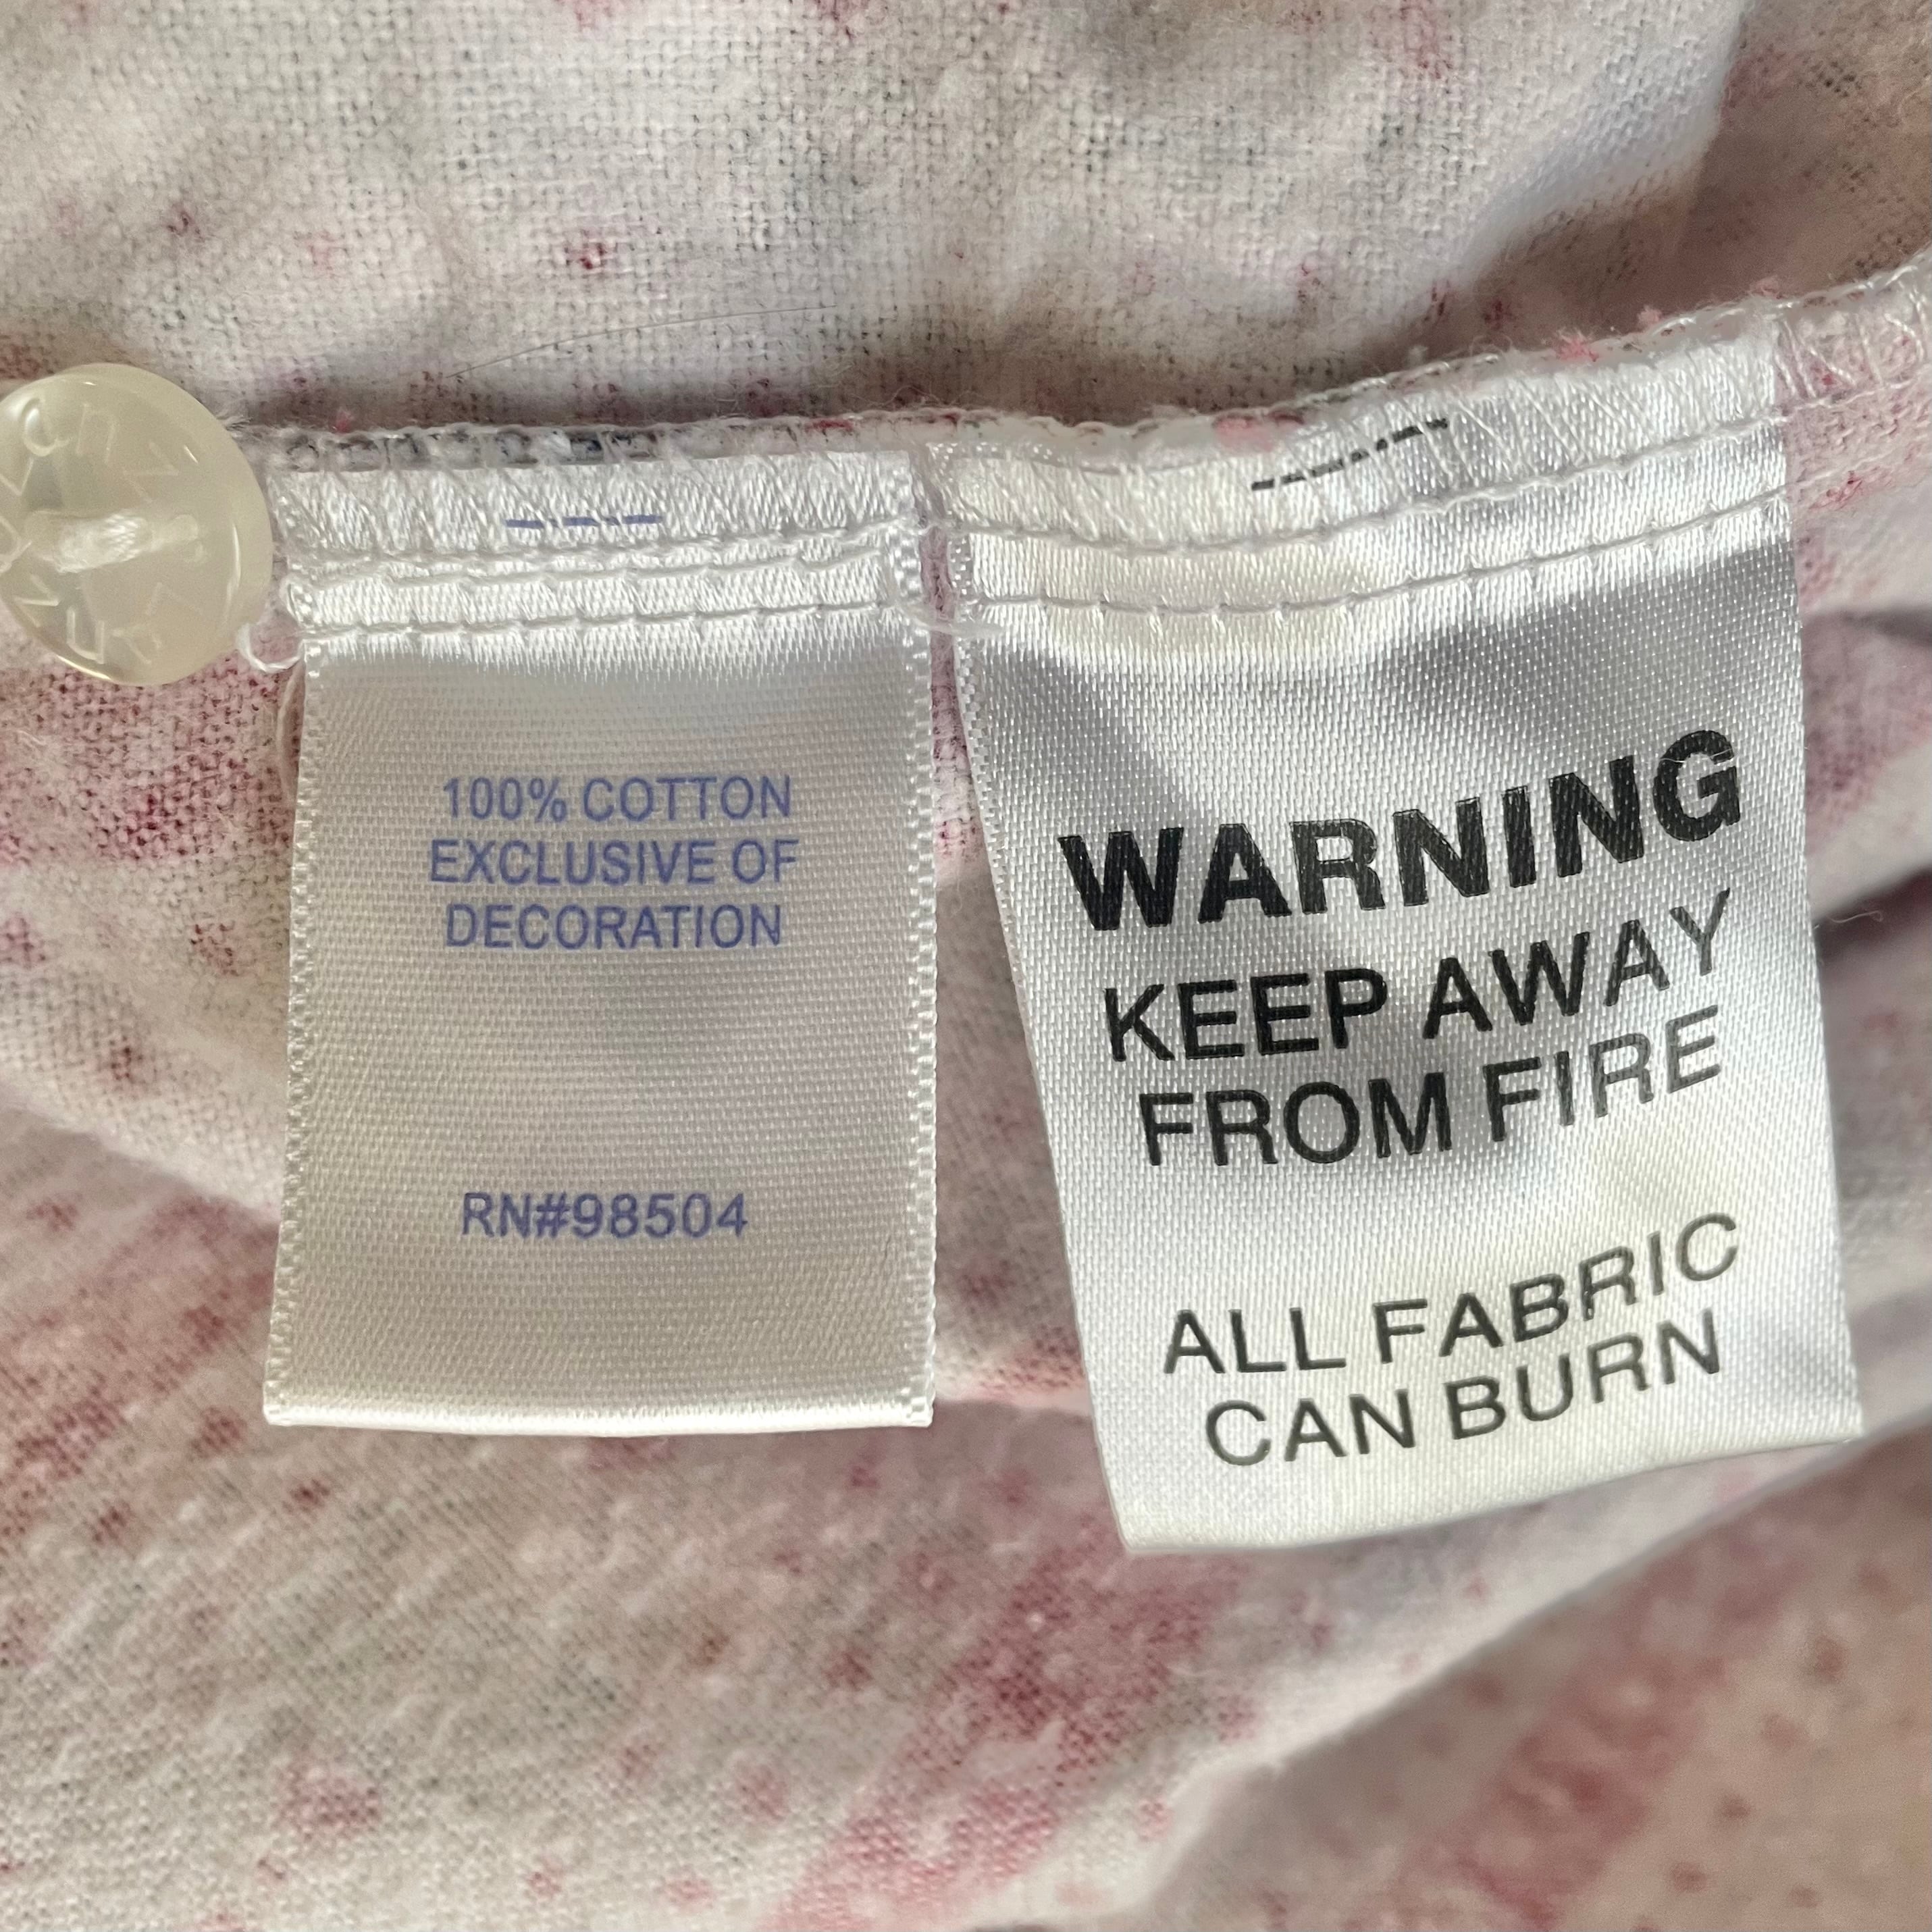 100% COTTON
EXCLUSIVE OF
DECORATION
RN#98504
WARNING
KEEP AWAY
FROM FIRE
ALL FABRIC
CAN BURN